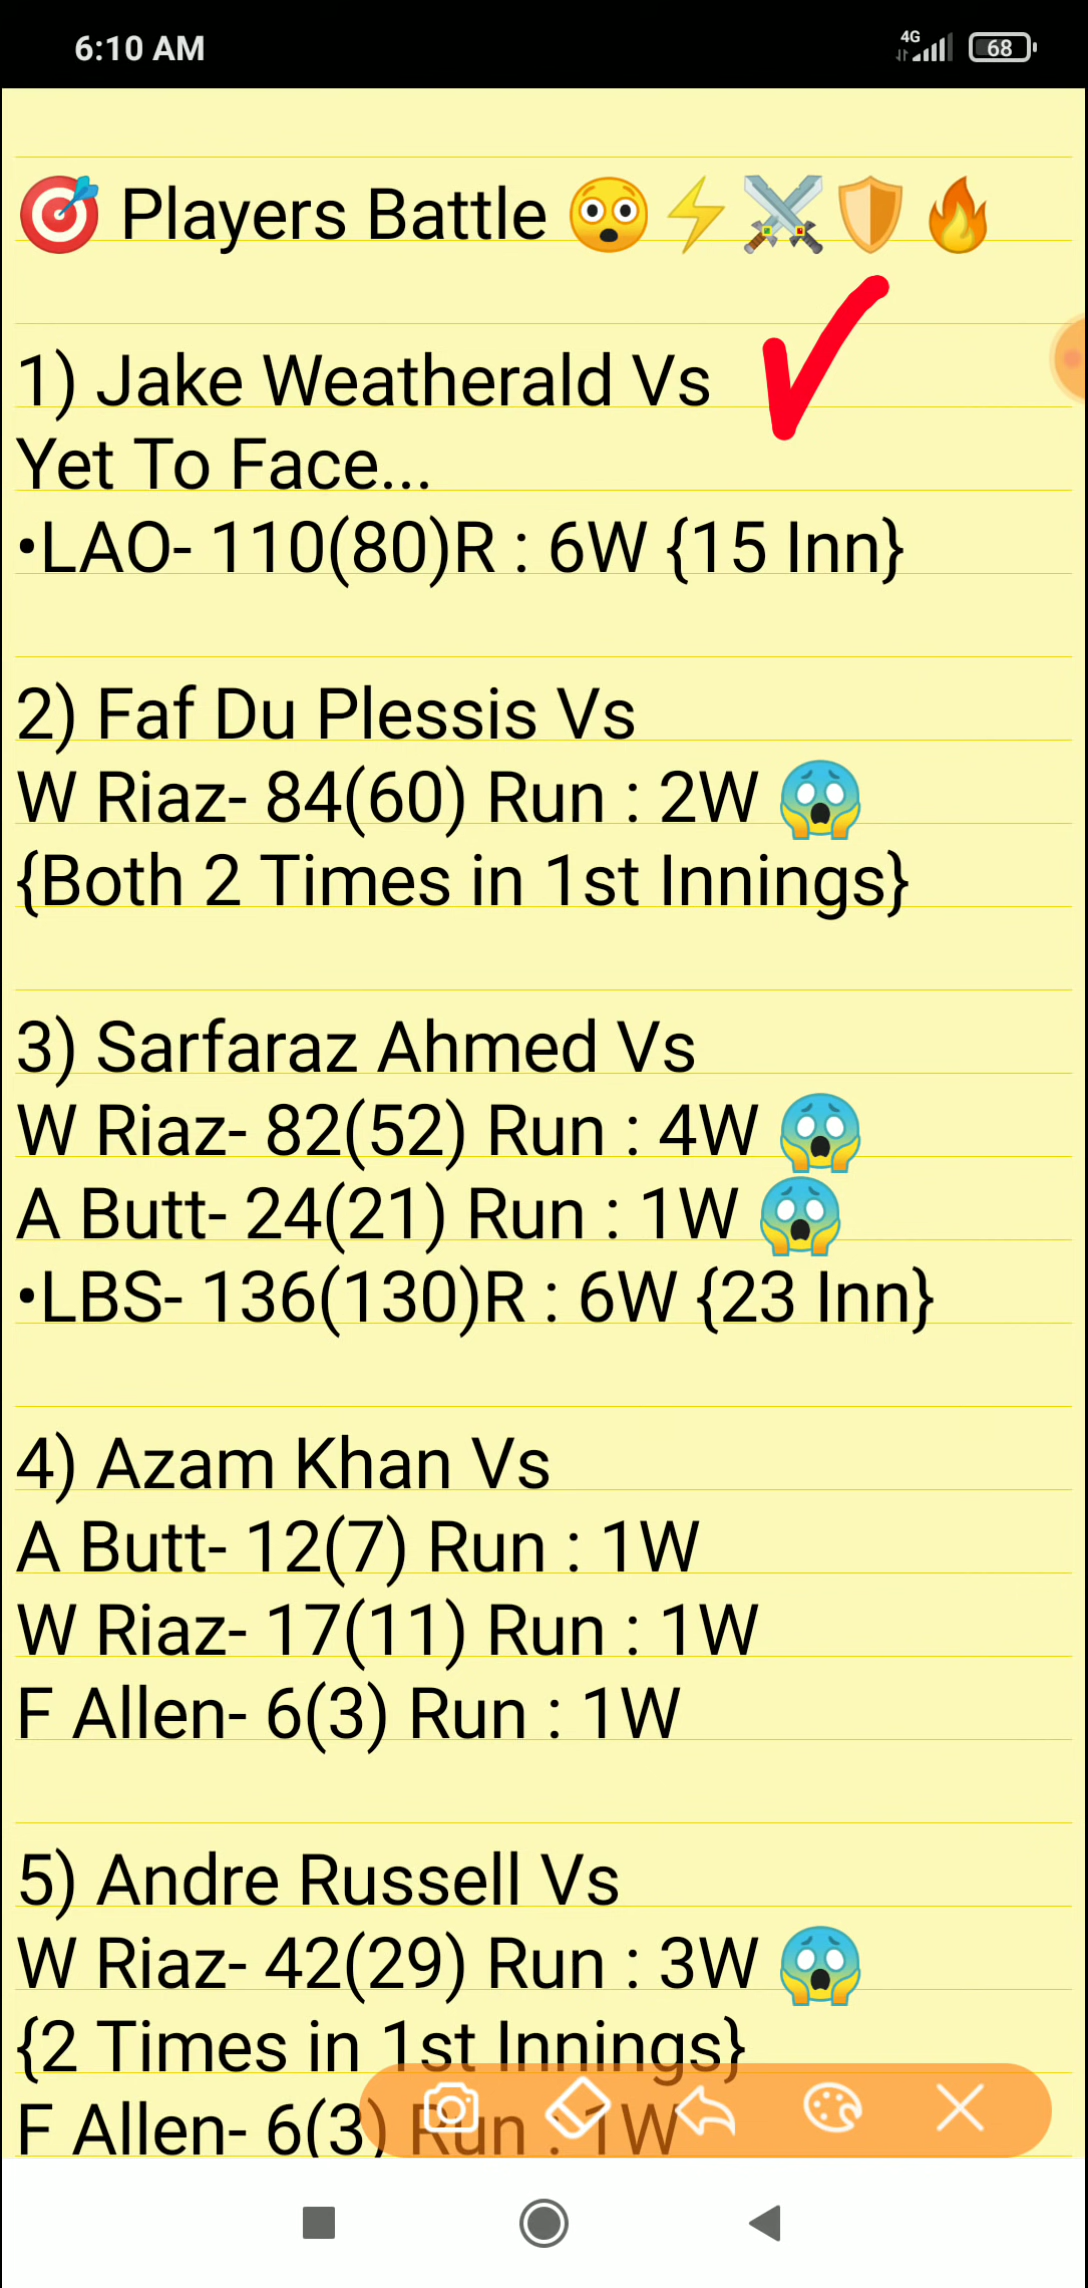 6:10 AM
4G
68
🎯 Players Battle 😳⚡⚔️🛡️🔥
1) Jake Weatherald Vs
Yet To Face...
•LAO- 110(80)R : 6W {15 Inn}
2) Faf Du Plessis Vs
W Riaz- 84(60) Run : 2W 😱
{Both 2 Times in 1st Innings}
3) Sarfaraz Ahmed Vs
W Riaz- 82(52) Run : 4W 😱
A Butt- 24(21) Run : 1W 😱
•LBS- 136(130)R : 6W {23 Inn}
4) Azam Khan Vs
A Butt- 12(7) Run : 1W
W Riaz- 17(11) Run : 1W
F Allen- 6(3) Run : 1W
5) Andre Russell Vs
W Riaz- 42(29) Run : 3W 😱
{2 Times in 1st Innings}
F Allen- 6(3) Run : 1W